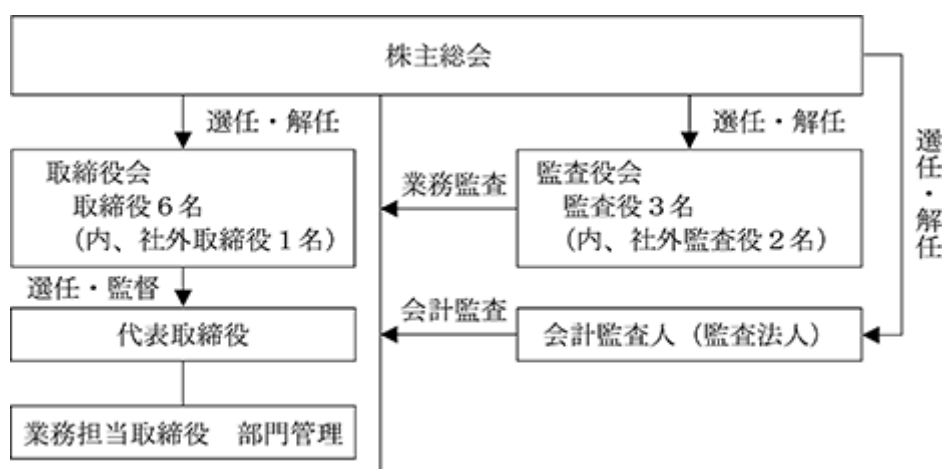 株主総会
選任・解任
選任・解任
選任・解任
取締役会
取締役6名
(内、社外取締役1名)
業務監査
監査役会
監査役3名
(内、社外監査役2名)
選任・監督
代表取締役
会計監査
会計監査人(監査法人)
業務担当取締役 部門管理